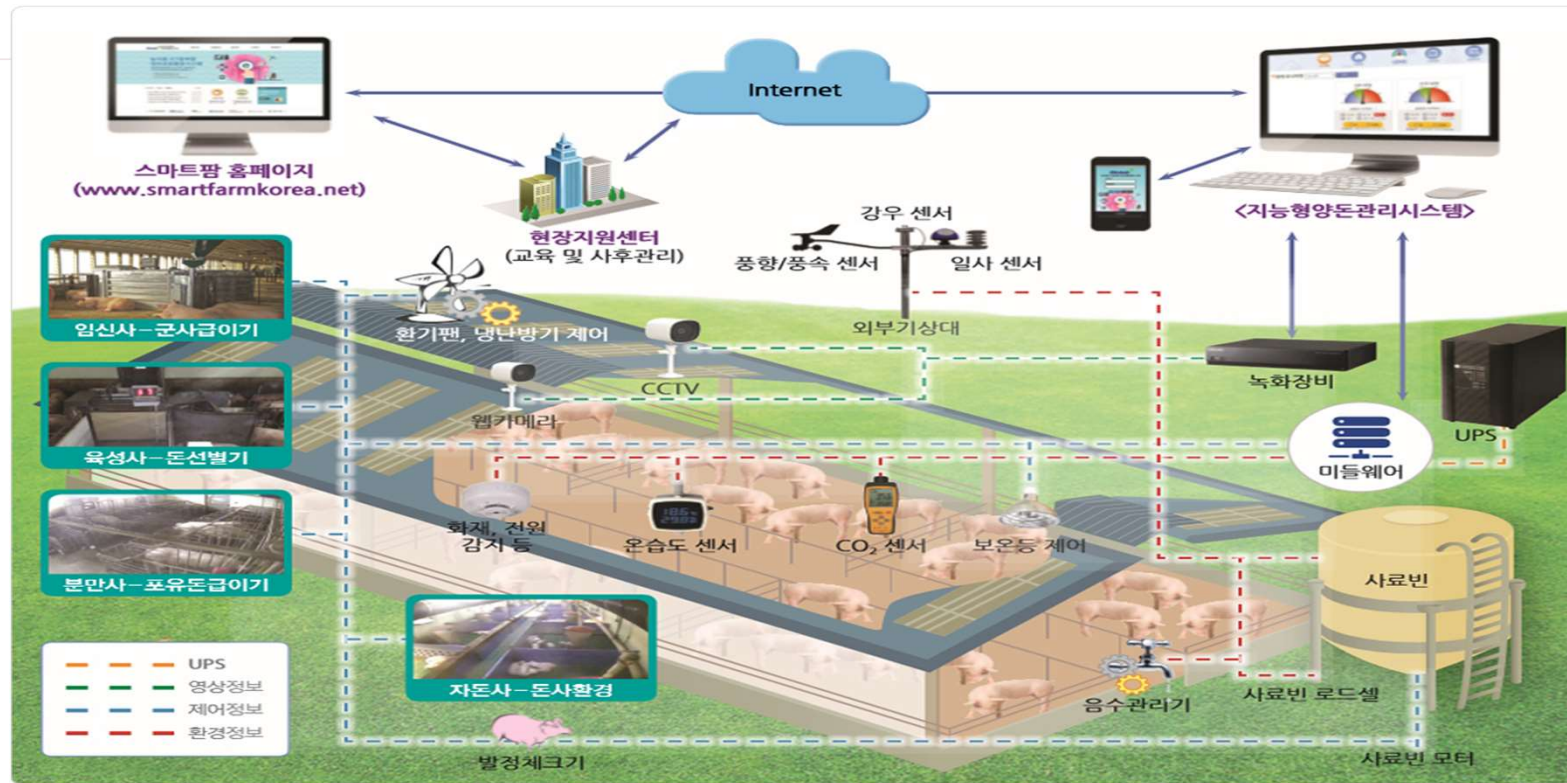 Internet
스마트팜 홈페이지
(www.smartfarmkorea.net)
현장지원센터
(교육 및 사후관리)
<지능형양돈관리시스템>
강우 센서
풍향/풍속 센서
일사 센서
외부기상대
임신사-군사급이기
환기팬, 냉난방기 제어
CCTV
웹카메라
녹화장비
UPS
미들웨어
육성사-돈선별기
화재, 전원
감지 등
온습도 센서
CO₂ 센서
보온등 제어
분만사-포유돈급이기
사료빈
자돈사-돈사환경
음수관리기
사료빈 로드셀
UPS
영상정보
제어정보
환경정보
발정체크기
사료빈 모터